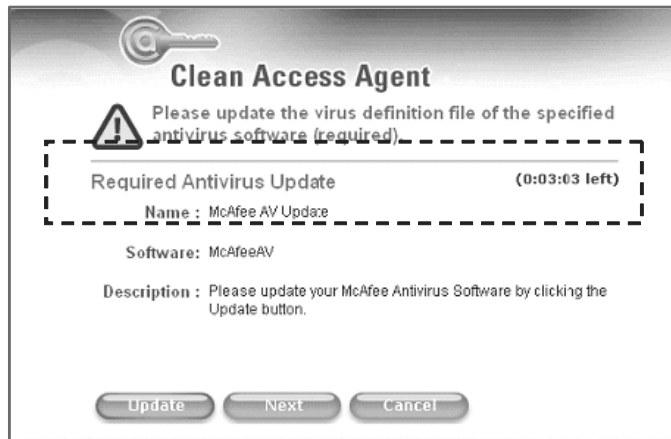 Clean Access Agent
Please update the virus definition file of the specified
antivirus software (required).
Required Antivirus Update (0:03:03 left)
Name : McAfee AV Update
Software: McAfeeAV
Description : Please update your McAfee Antivirus Software by clicking the
Update button.
Update Next Cancel